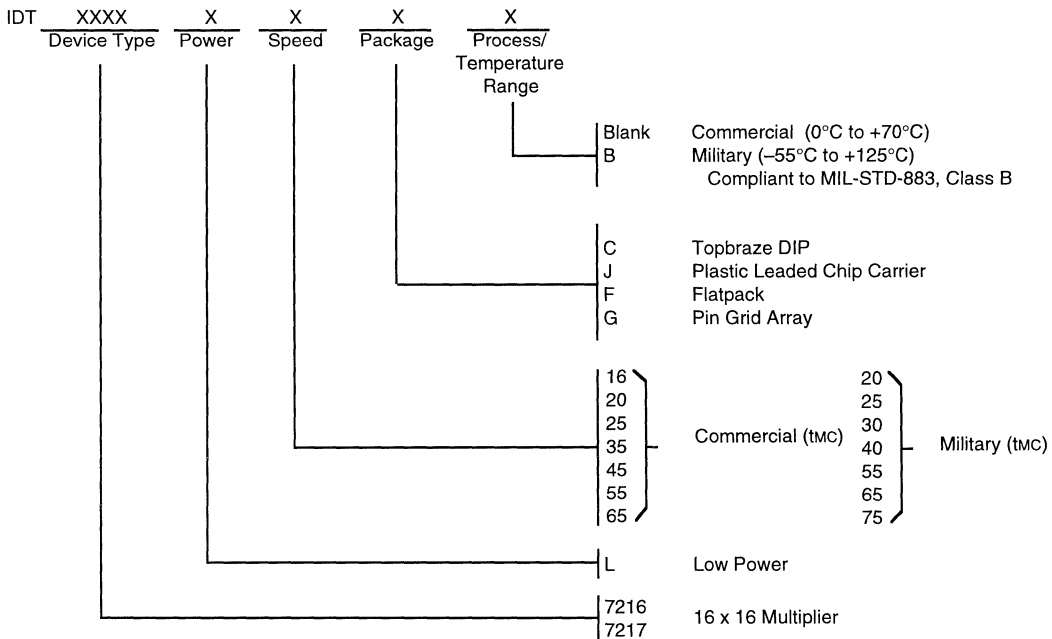 IDT XXXX X X X X
Device Type Power Speed Package Process/
Temperature
Range
Blank Commercial (0°C to +70°C)
B Military (–55°C to +125°C)
Compliant to MIL-STD-883, Class B
C Topbraze DIP
J Plastic Leaded Chip Carrier
F Flatpack
G Pin Grid Array
16 20
20 25
25 30
35 Commercial (tMC) 40 Military (tMC)
45 55
55 65
65 75
L Low Power
7216 16 x 16 Multiplier
7217